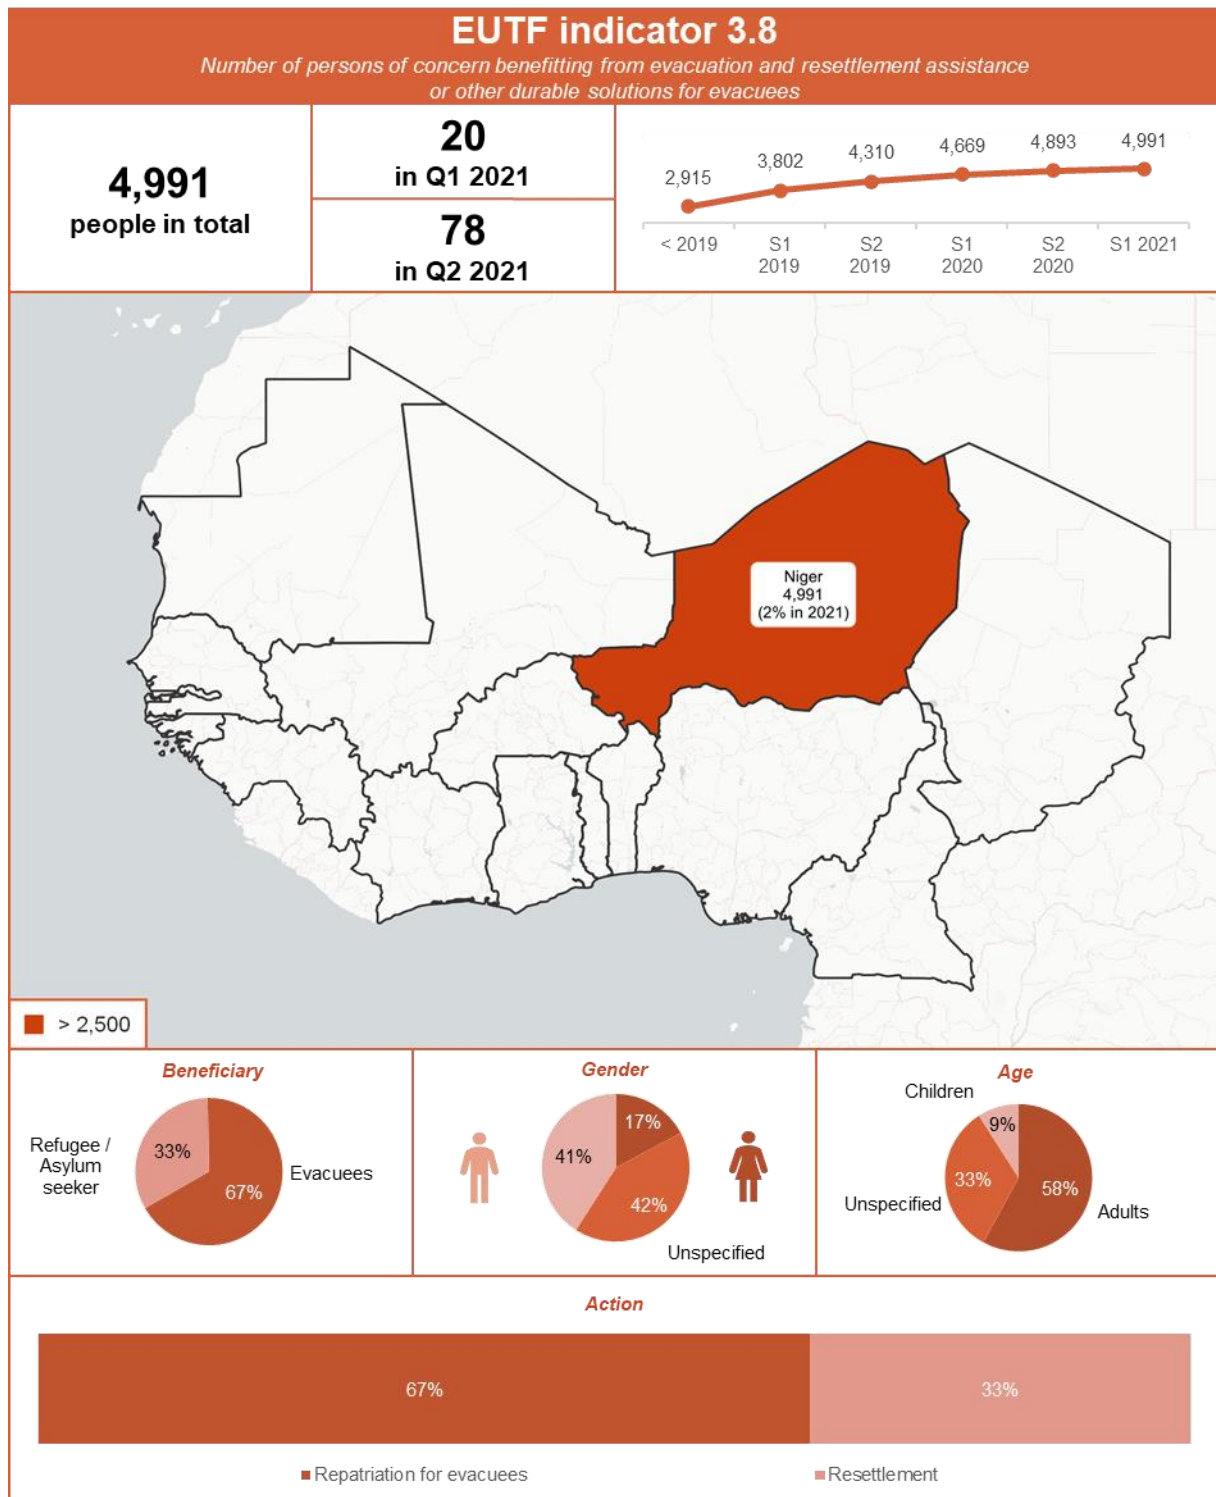 EUTF indicator 3.8
Number of persons of concern benefitting from evacuation and resettlement assistance
or other durable solutions for evacuees
4,991
people in total
20
in Q1 2021
78
in Q2 2021
2,915
3,802
4,310
4,669
4,893
4,991
< 2019
S1
2019
S2
2019
S1
2020
S2
2020
S1 2021
Niger
4,991
(2% in 2021)
> 2,500
Beneficiary
Refugee /
Asylum
seeker
33%
67%
Evacuees
Gender
17%
41%
42%
Unspecified
Age
Children
9%
33%
58%
Unspecified
Adults
Action
67%
33%
Repatriation for evacuees
Resettlement